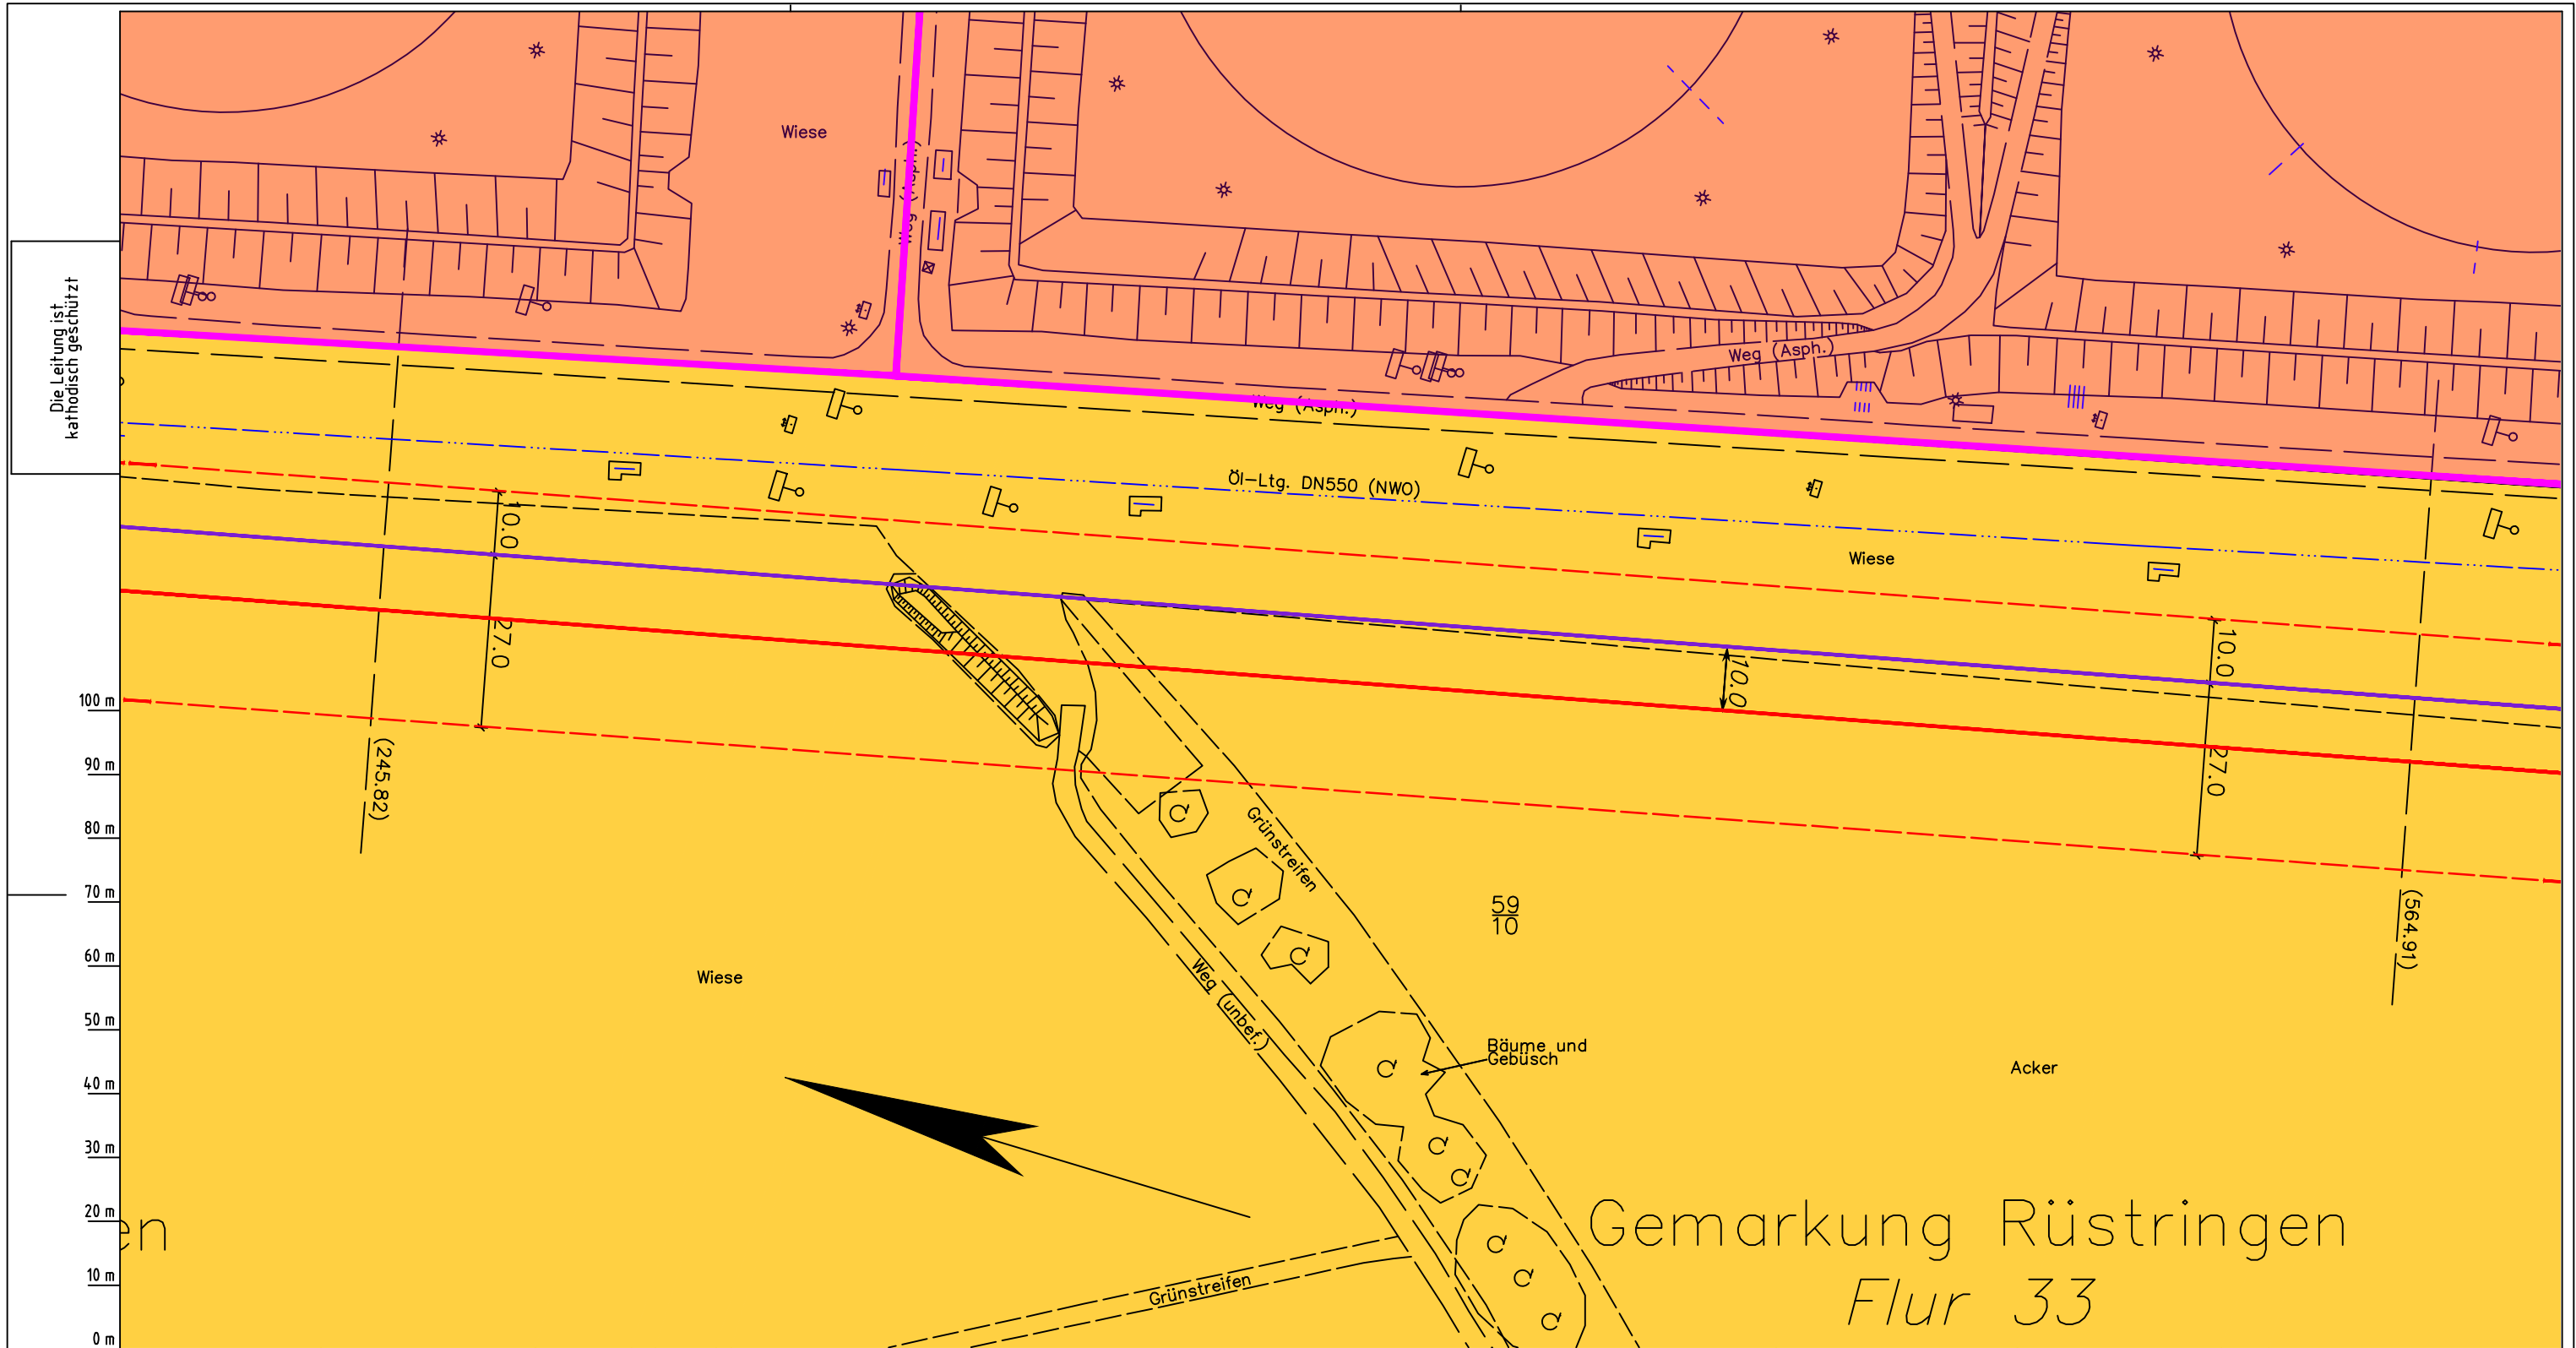 Wiese
Weg (Asph.)
Die Leitung ist
kathodisch geschützt
Weg (Asph.)
Weg (Asph.)
Öl-Ltg. DN550 (NWO)
Wiese
10.0
27.0
10.0
10.0
27.0
(245.82)
(564.91)
100 m
90 m
80 m
70 m
60 m
50 m
40 m
30 m
20 m
10 m
0 m
Grünstreifen
59
10
Wiese
Weg (unbef.)
Bäume und
Gebüsch
Acker
en
Gemarkung Rüstringen
Flur 33
Grünstreifen